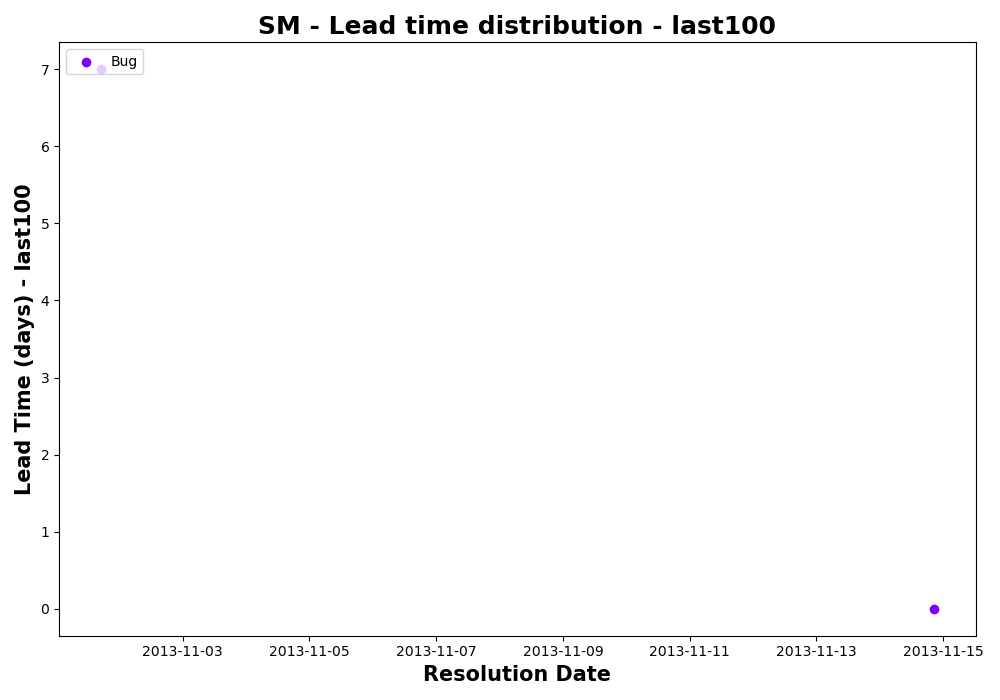 SM - Lead time distribution - last100
Bug
Lead Time (days) - last100
7
6
5
4
3
2
1
0
2013-11-03 2013-11-05 2013-11-07 2013-11-09 2013-11-11 2013-11-13 2013-11-15
Resolution Date